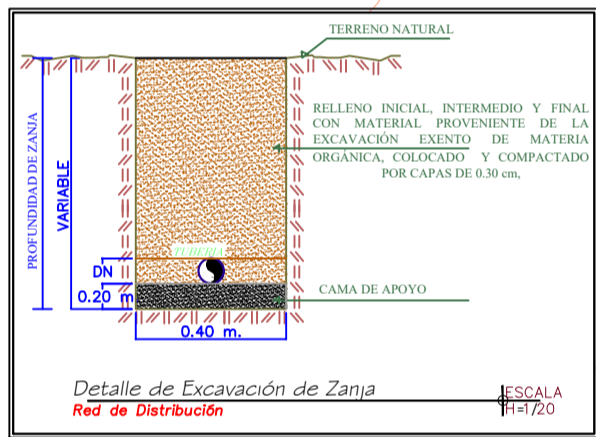 TERRENO NATURAL
RELLENO INICIAL, INTERMEDIO Y FINAL
CON MATERIAL PROVENIENTE DE LA
EXCAVACIÓN EXENTO DE MATERIA
ORGÁNICA, COLOCADO Y COMPACTADO
POR CAPAS DE 0.30 cm,
PROFUNDIDAD DE ZANJA
VARIABLE
TUBERIA
DN
0.20 m
CAMA DE APOYO
0.40 m.
Detalle de Excavación de Zanja
Red de Distribución
ESCALA
H=1/20